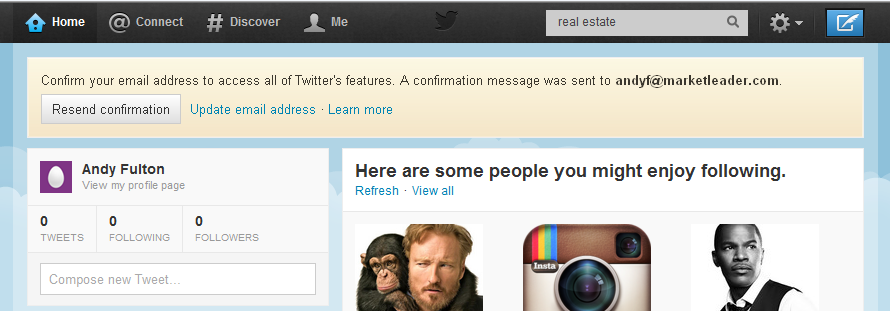 Home Connect Discover Me real estate
Confirm your email address to access all of Twitter's features. A confirmation message was sent to andyf@marketleader.com.
Resend confirmation Update email address · Learn more
Andy Fulton
View my profile page
0 0 0
TWEETS FOLLOWING FOLLOWERS
Compose new Tweet...
Here are some people you might enjoy following.
Refresh · View all
Insta